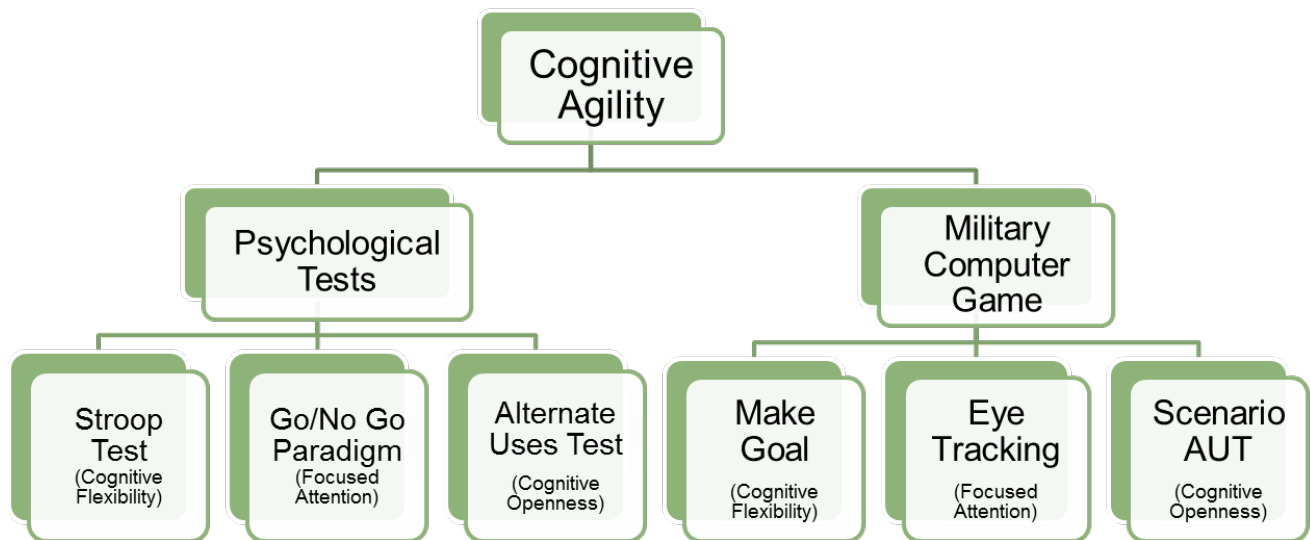 Cognitive
Agility
Psychological
Tests
Military
Computer
Game
Stroop
Test
(Cognitive
Flexibility)
Go/No Go
Paradigm
(Focused
Attention)
Alternate
Uses Test
(Cognitive
Openness)
Make
Goal
(Cognitive
Flexibility)
Eye
Tracking
(Focused
Attention)
Scenario
AUT
(Cognitive
Openness)